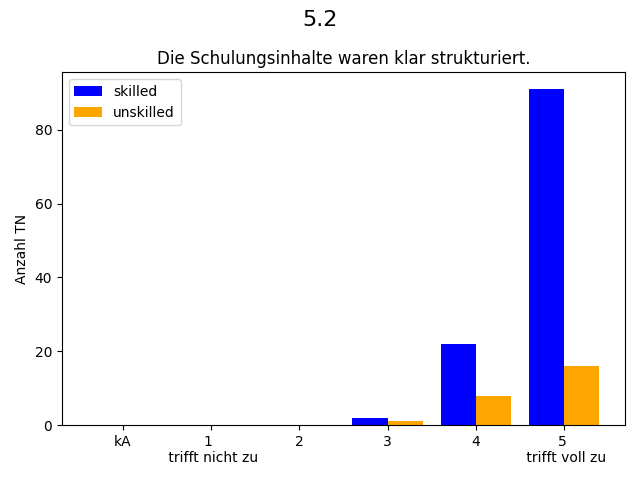 5.2
Die Schulungsinhalte waren klar strukturiert.
skilled
unskilled
Anzahl TN
80
60
40
20
0
kA 1 2 3 4 5
trifft nicht zu trifft voll zu